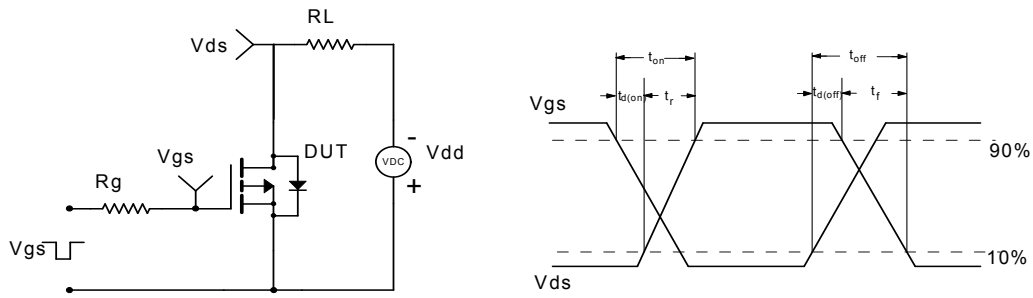 RL
Vds
Vgs
DUT
-
VDC
Vdd
+
Rg
Vgs
ton
toff
td(on)
tr
td(off)
tf
Vgs
90%
10%
Vds